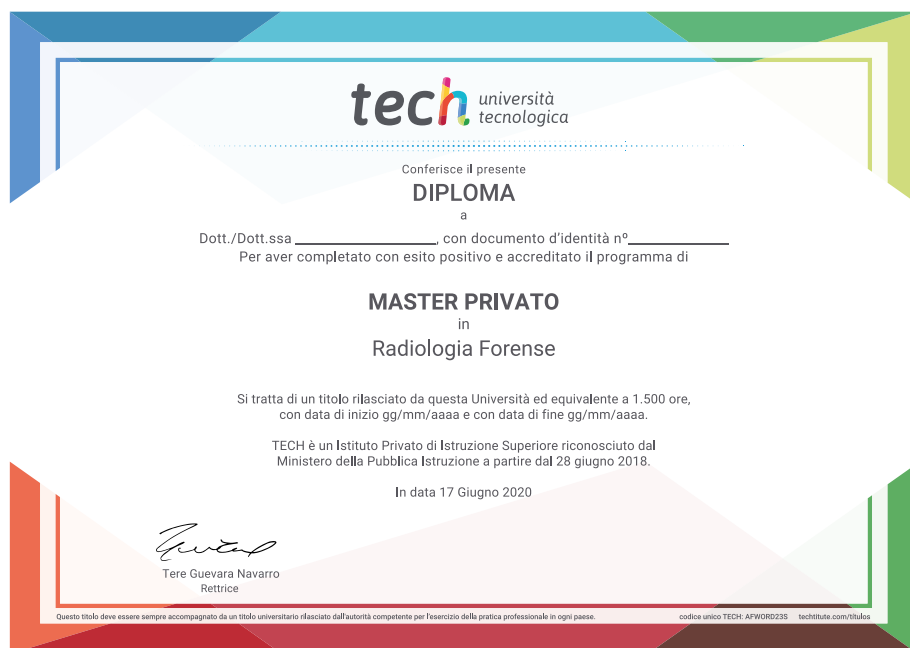 tech università
tecnologica
Conferisce il presente
DIPLOMA
a
Dott./Dott.ssa ________________, con documento d'identità nº____________
Per aver completato con esito positivo e accreditato il programma di
MASTER PRIVATO
in
Radiologia Forense
Si tratta di un titolo rilasciato da questa Università ed equivalente a 1.500 ore,
con data di inizio gg/mm/aaaa e con data di fine gg/mm/aaaa.
TECH è un Istituto Privato di Istruzione Superiore riconosciuto dal
Ministero della Pubblica Istruzione a partire dal 28 giugno 2018.
In data 17 Giugno 2020
Tere Guevara Navarro
Rettrice
Questo titolo deve essere sempre accompagnato da un titolo universitario rilasciato dall'autorità competente per l'esercizio della pratica professionale in ogni paese. codice unico TECH: AFWORD23S techtitute.com/títulos